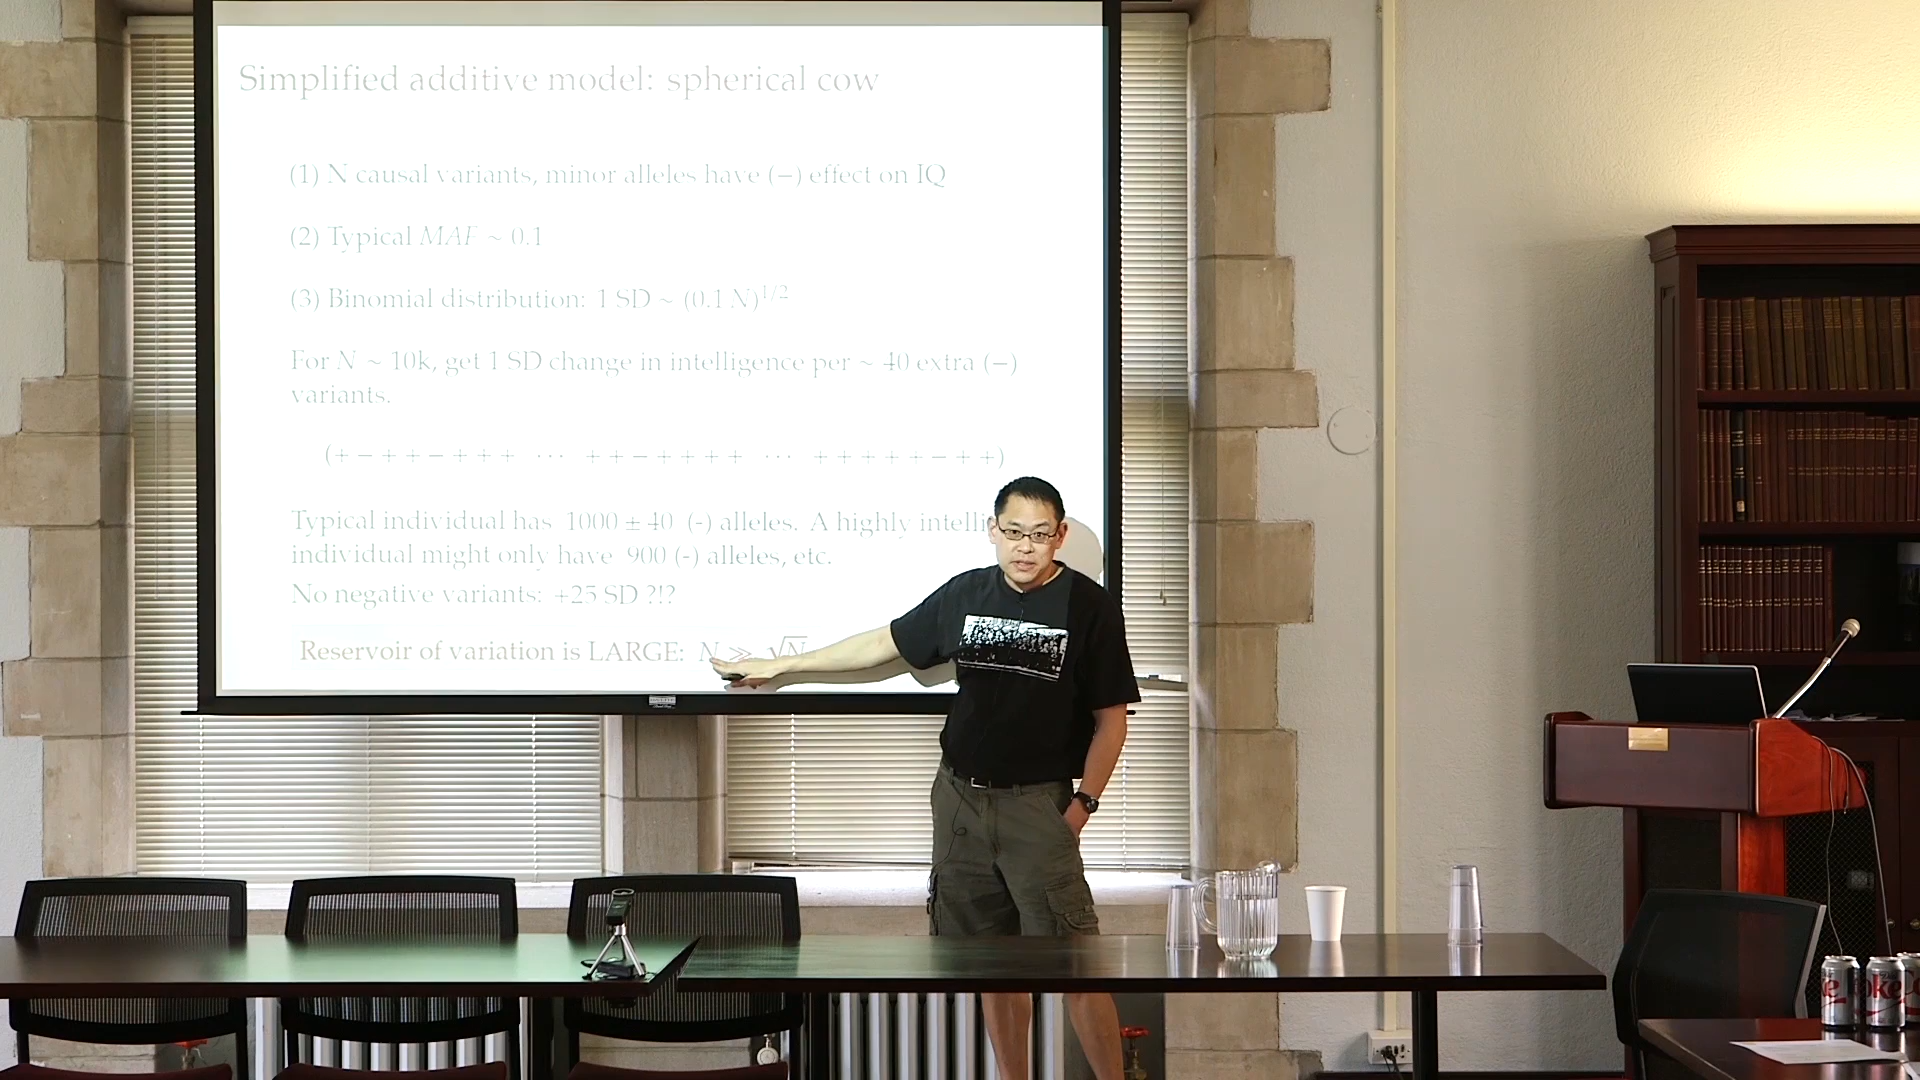 Simplified additive model: spherical cow
(1) N causal variants, minor alleles have (−) effect on IQ
(2) Typical MAF ~ 0.1
(3) Binomial distribution: 1 SD ~ (0.1 N)^{1/2}
For N ~ 10k, get 1 SD change in intelligence per ~ 40 extra (−)
variants.
(+ − + + − + + + ··· + + − + + + + ··· + + + + + − + +)
Typical individual has 1000 ± 40 (-) alleles. A highly intelli
individual might only have 900 (-) alleles, etc.
No negative variants: +25 SD ?!?
Reservoir of variation is LARGE: N ≫ √N
oke